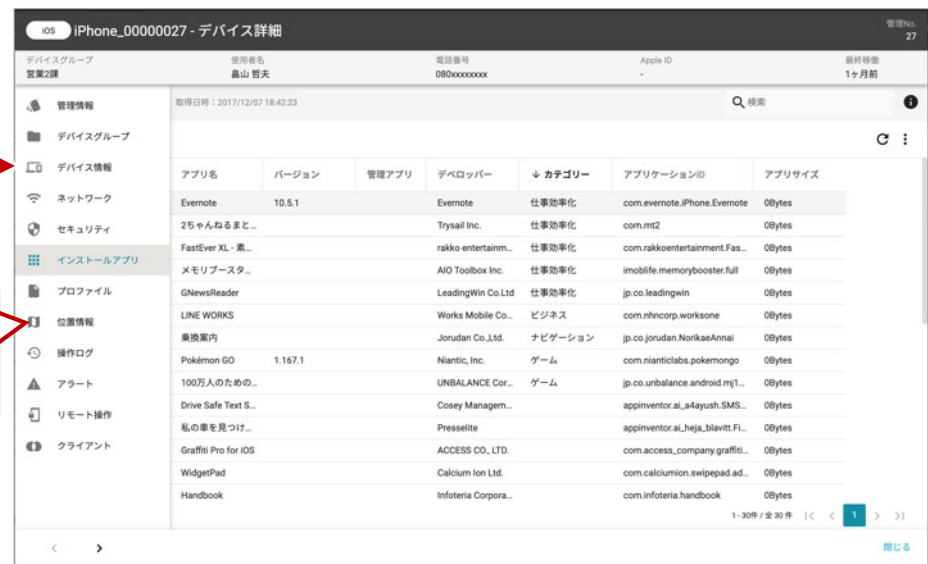 iOS iPhone_00000027 - デバイス詳細
管理No.
27
デバイスグループ 使用者名 電話番号 Apple ID 最終稼働
営業2課 畠山 哲夫 080xxxxxxxx - 1ヶ月前
管理情報
デバイスグループ
デバイス情報
ネットワーク
セキュリティ
インストールアプリ
プロファイル
位置情報
操作ログ
アラート
リモート操作
クライアント
取得日時：2017/12/07 18:42:23 検索
アプリ名 バージョン 管理アプリ デベロッパー ↓ カテゴリー アプリケーションID アプリサイズ
Evernote 10.5.1 Evernote 仕事効率化 com.evernote.iPhone.Evernote 0Bytes
2ちゃんねるまと... Trysail Inc. 仕事効率化 com.mt2 0Bytes
FastEver XL - 素... rakko entertainm... 仕事効率化 com.rakkoentertainment.Fas... 0Bytes
メモリブースタ... AIO Toolbox Inc. 仕事効率化 imoblife.memorybooster.full 0Bytes
GNewsReader LeadingWin Co.Ltd 仕事効率化 jp.co.leadingwin 0Bytes
LINE WORKS Works Mobile Co... ビジネス com.nhncorp.worksone 0Bytes
乗換案内 Jorudan Co.,Ltd. ナビゲーション jp.co.jorudan.NorikaeAnnai 0Bytes
Pokémon GO 1.167.1 Niantic, Inc. ゲーム com.nianticlabs.pokemongo 0Bytes
100万人のための... UNBALANCE Cor... ゲーム jp.co.unbalance.android.mj1... 0Bytes
Drive Safe Text S... Cosey Managem... appinventor.ai_a4ayush.SMS... 0Bytes
私の車を見つけ... Presselite appinventor.ai_heja_blavitt.Fi... 0Bytes
Graffiti Pro for iOS ACCESS CO., LTD. com.access_company.graffiti... 0Bytes
WidgetPad Calcium Ion Ltd. com.calciumion.swipepad.ad... 0Bytes
Handbook Infoteria Corpora... com.infoteria.handbook 0Bytes
1 - 30件 / 全 30 件 |< < 1 > >|
< > 閉じる